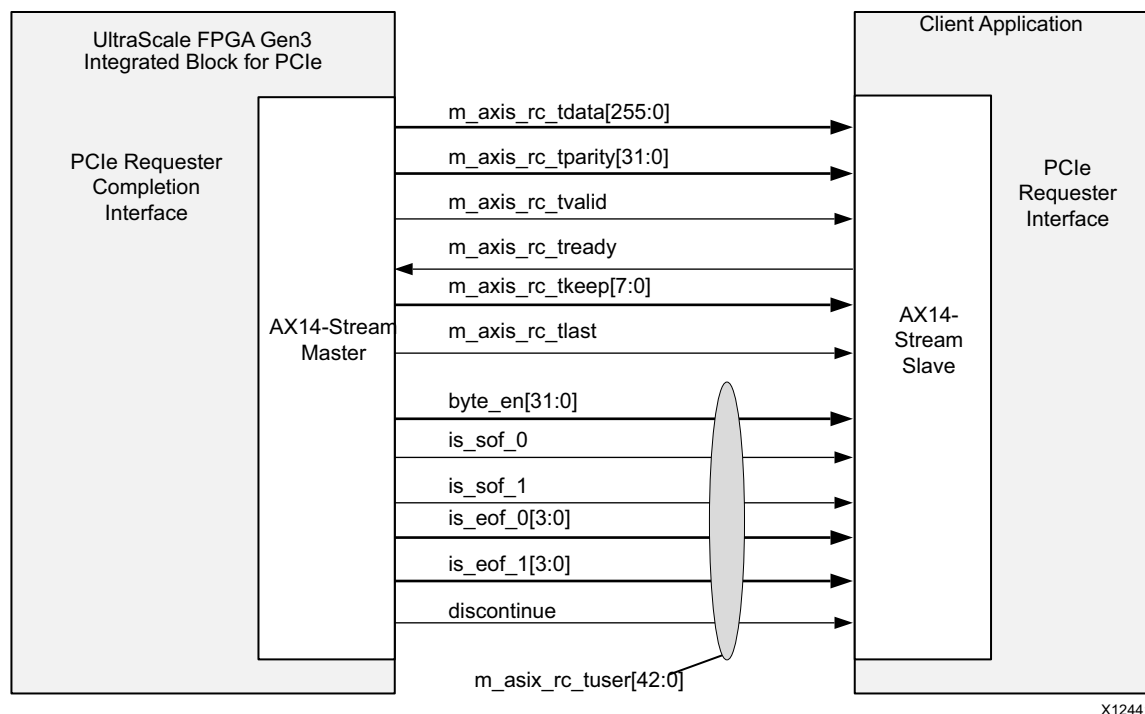 UltraScale FPGA Gen3
Integrated Block for PCIe
Client Application
PCIe Requester
Completion
Interface
AX14-Stream
Master
m_axis_rc_tdata[255:0]
m_axis_rc_tparity[31:0]
m_axis_rc_tvalid
m_axis_rc_tready
m_axis_rc_tkeep[7:0]
m_axis_rc_tlast
byte_en[31:0]
is_sof_0
is_sof_1
is_eof_0[3:0]
is_eof_1[3:0]
discontinue
m_asix_rc_tuser[42:0]
AX14-
Stream
Slave
PCIe
Requester
Interface
X1244